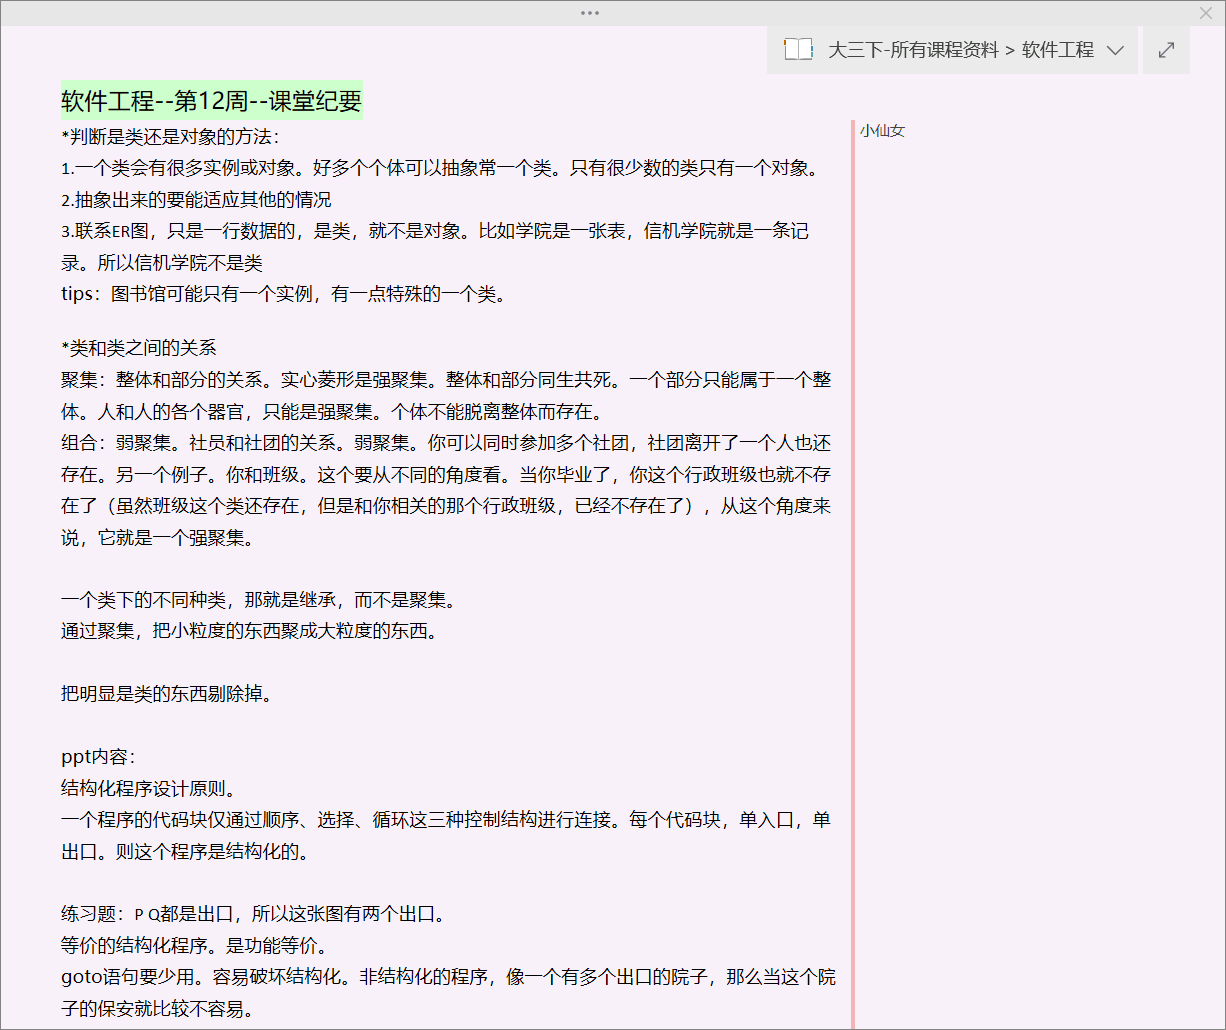 大三下-所有课程资料 > 软件工程
软件工程--第12周--课堂纪要
小仙女
*判断是类还是对象的方法：
1.一个类会有很多实例或对象。好多个个体可以抽象常一个类。只有很少数的类只有一个对象。
2.抽象出来的要能适应其他的情况
3.联系ER图，只是一行数据的，是类，就不是对象。比如学院是一张表，信机学院就是一条记
录。所以信机学院不是类
tips：图书馆可能只有一个实例，有一点特殊的一个类。
*类和类之间的关系
聚集：整体和部分的关系。实心菱形是强聚集。整体和部分同生共死。一个部分只能属于一个整
体。人和人的各个器官，只能是强聚集。个体不能脱离整体而存在。
组合：弱聚集。社员和社团的关系。弱聚集。你可以同时参加多个社团，社团离开了一个人也还
存在。另一个例子。你和班级。这个要从不同的角度看。当你毕业了，你这个行政班级也就不存
在了（虽然班级这个类还存在，但是和你相关的那个行政班级，已经不存在了），从这个角度来
说，它就是一个强聚集。
一个类下的不同种类，那就是继承，而不是聚集。
通过聚集，把小粒度的东西聚成大粒度的东西。
把明显是类的东西剔除掉。
ppt内容：
结构化程序设计原则。
一个程序的代码块仅通过顺序、选择、循环这三种控制结构进行连接。每个代码块，单入口，单
出口。则这个程序是结构化的。
练习题：P Q都是出口，所以这张图有两个出口。
等价的结构化程序。是功能等价。
goto语句要少用。容易破坏结构化。非结构化的程序，像一个有多个出口的院子，那么当这个院
子的保安就比较不容易。